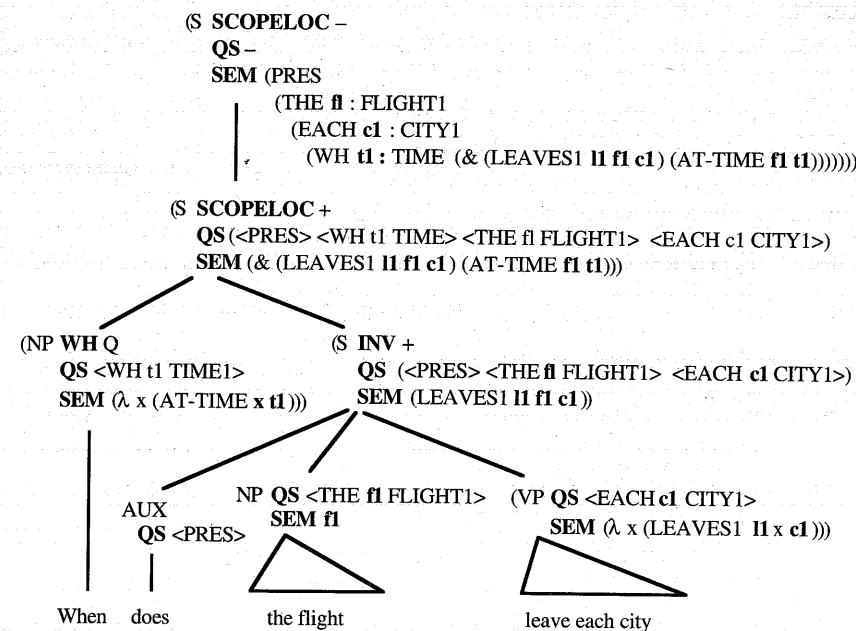 (S SCOPELOC –
QS –
SEM (PRES
(THE f1 : FLIGHT1
(EACH c1 : CITY1
(WH t1 : TIME (& (LEAVES1 l1 f1 c1) (AT-TIME f1 t1)))))))
(S SCOPELOC +
QS (<PRES> <WH t1 TIME> <THE f1 FLIGHT1> <EACH c1 CITY1>)
SEM (& (LEAVES1 l1 f1 c1) (AT-TIME f1 t1)))
(NP WH Q
QS <WH t1 TIME1>
SEM (λ x (AT-TIME x t1)))
(S INV +
QS (<PRES> <THE f1 FLIGHT1> <EACH c1 CITY1>)
SEM (LEAVES1 l1 f1 c1))
AUX
QS <PRES>
NP QS <THE f1 FLIGHT1>
SEM f1
(VP QS <EACH c1 CITY1>
SEM (λ x (LEAVES1 l1 x c1)))
When does the flight leave each city